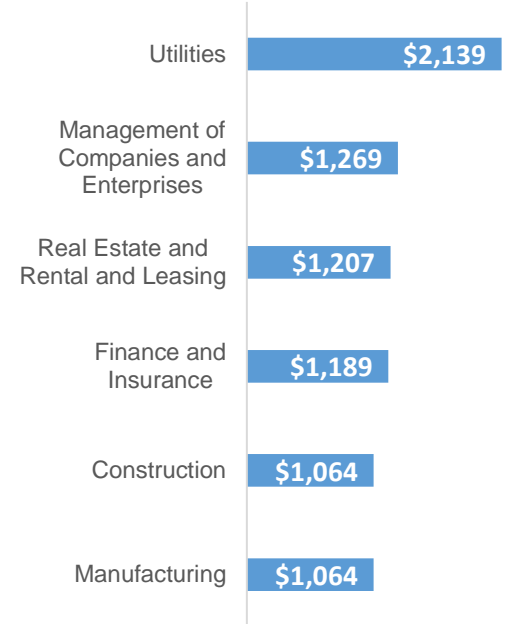 Utilities
$2,139
Management of
Companies and
Enterprises
$1,269
Real Estate and
Rental and Leasing
$1,207
Finance and
Insurance
$1,189
Construction
$1,064
Manufacturing
$1,064